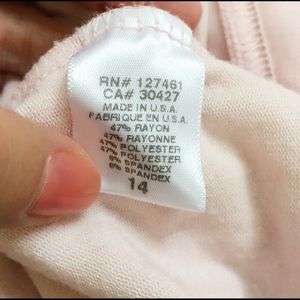 RN# 127461
CA# 30427
MADE IN U.S.A.
FABRIQUE EN U.S.A.
47% RAYON
47% RAYONNE
47% POLYESTER
47% POLYESTER
6% SPANDEX
6% SPANDEX
14